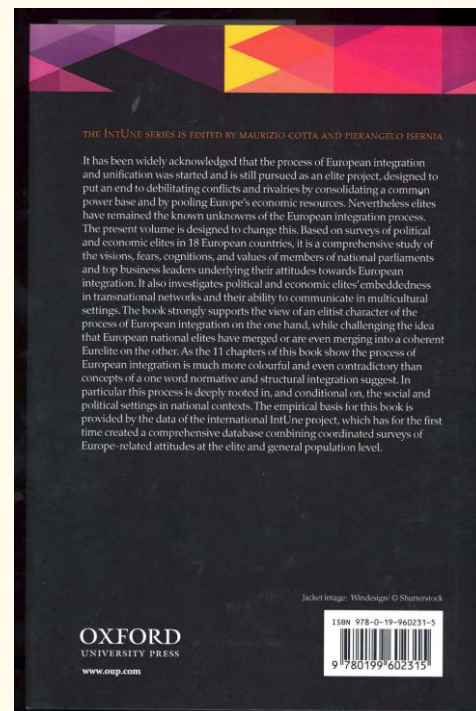 THE INTUNE SERIES IS EDITED BY MAURIZIO COTTA AND PIERANGELO ISERNIA
It has been widely acknowledged that the process of European integration
and unification was started and is still pursued as an elite project, designed to
put an end to debilitating conflicts and rivalries by consolidating a common
power base and by pooling Europe's economic resources. Nevertheless elites
have remained the known unknowns of the European integration process.
The present volume is designed to change this. Based on surveys of political
and economic elites in 18 European countries, it is a comprehensive study of
the visions, fears, cognitions, and values of members of national parliaments
and top business leaders underlying their attitudes towards European
integration. It also investigates political and economic elites' embeddedness
in transnational networks and their ability to communicate in multicultural
settings. The book strongly supports the view of an elitist character of the
process of European integration on the one hand, while challenging the idea
that European national elites have merged or are even merging into a coherent
Eurelite on the other. As the 11 chapters of this book show the process of
European integration is much more colourful and even contradictory than
concepts of a one word normative and structural integration suggest. In
particular this process is deeply rooted in, and conditional on, the social and
political settings in national contexts. The empirical basis for this book is
provided by the data of the international IntUne project, which has for the first
time created a comprehensive database combining coordinated surveys of
Europe-related attitudes at the elite and general population level.
Jacket image: Windesign/ © Shutterstock
OXFORD
UNIVERSITY PRESS
www.oup.com
ISBN 978-0-19-960231-5
9 780199 602315